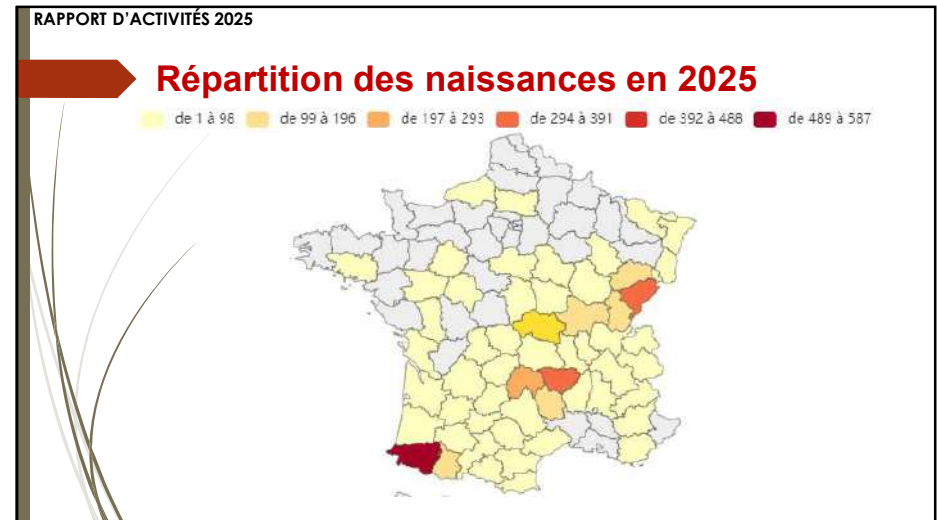 RAPPORT D'ACTIVITÉS 2025
Répartition des naissances en 2025
de 1 à 98 de 99 à 196 de 197 à 293 de 294 à 391 de 392 à 488 de 489 à 587